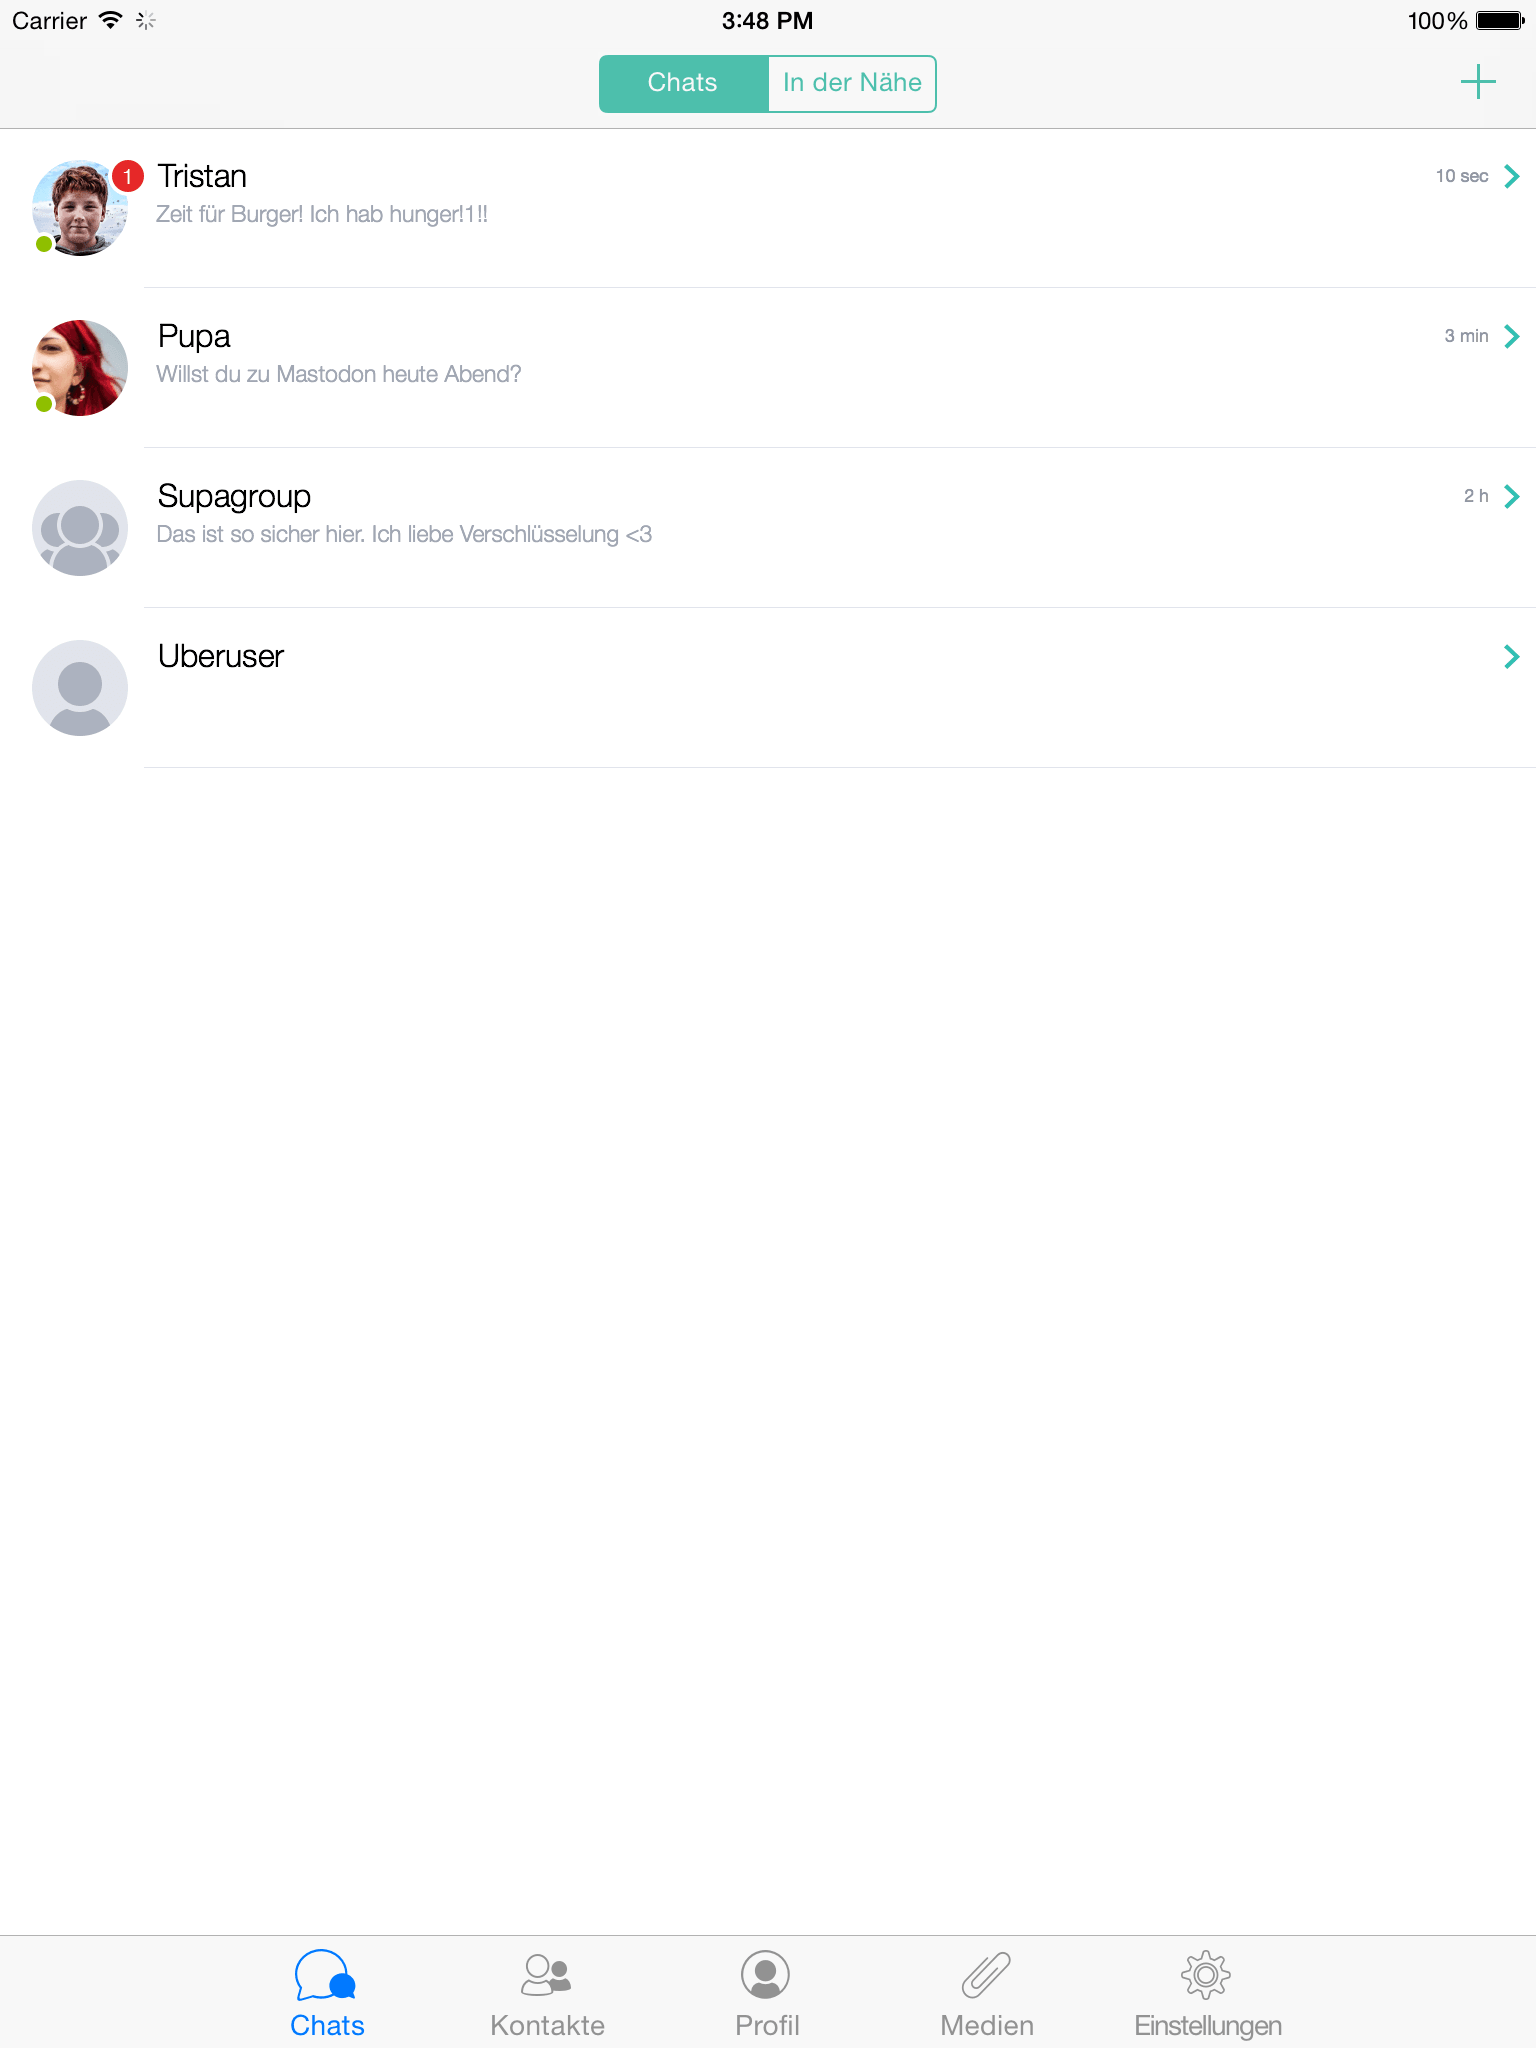 Carrier 3:48 PM 100%
Chats In der Nähe
1 Tristan 10 sec
Zeit für Burger! Ich hab hunger!1!!
Pupa 3 min
Willst du zu Mastodon heute Abend?
Supagroup 2 h
Das ist so sicher hier. Ich liebe Verschlüsselung <3
Uberuser
Chats Kontakte Profil Medien Einstellungen